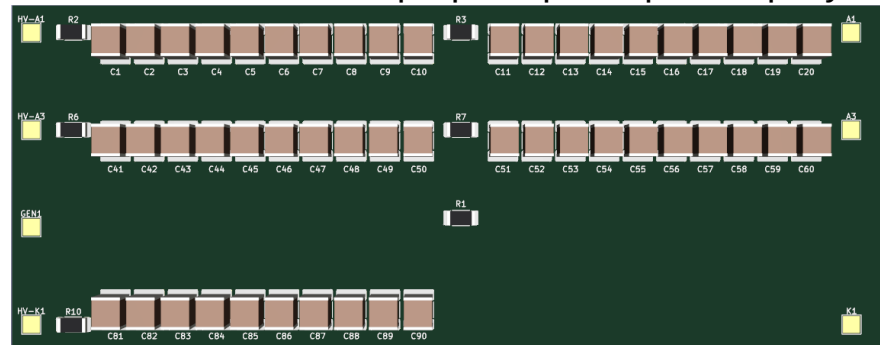 HV-A1 R2 R3 A1
C1 C2 C3 C4 C5 C6 C7 C8 C9 C10 C11 C12 C13 C14 C15 C16 C17 C18 C19 C20
HV-A3 R6 R7 A3
C41 C42 C43 C44 C45 C46 C47 C48 C49 C50 C51 C52 C53 C54 C55 C56 C57 C58 C59 C60
GEN1 R1
HV-K1 R10 K1
C81 C82 C83 C84 C85 C86 C87 C88 C89 C90